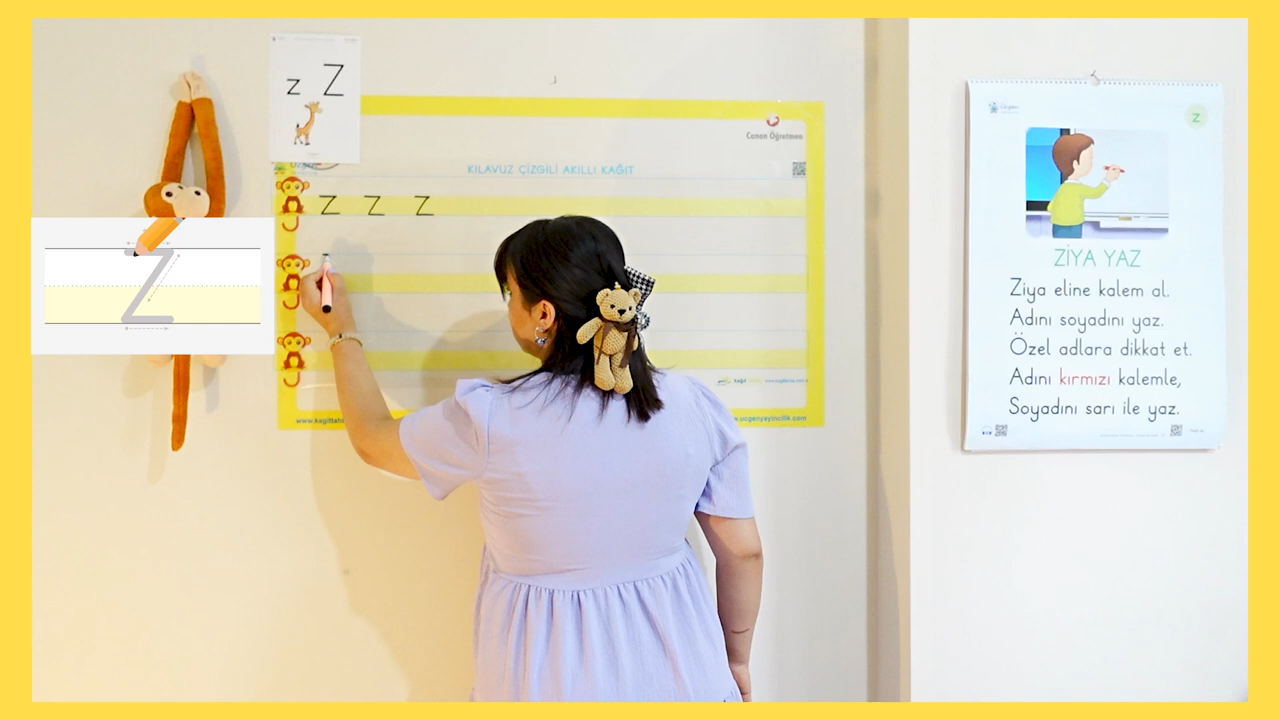 z Z
Canan Öğretmen
KILAVUZ ÇİZGİLİ AKILLI KAĞIT
z z z
Z
z
ZİYA YAZ
Ziya eline kalem al.
Adını soyadını yaz.
Özel adlara dikkat et.
Adını kırmızı kalemle,
Soyadını sarı ile yaz.